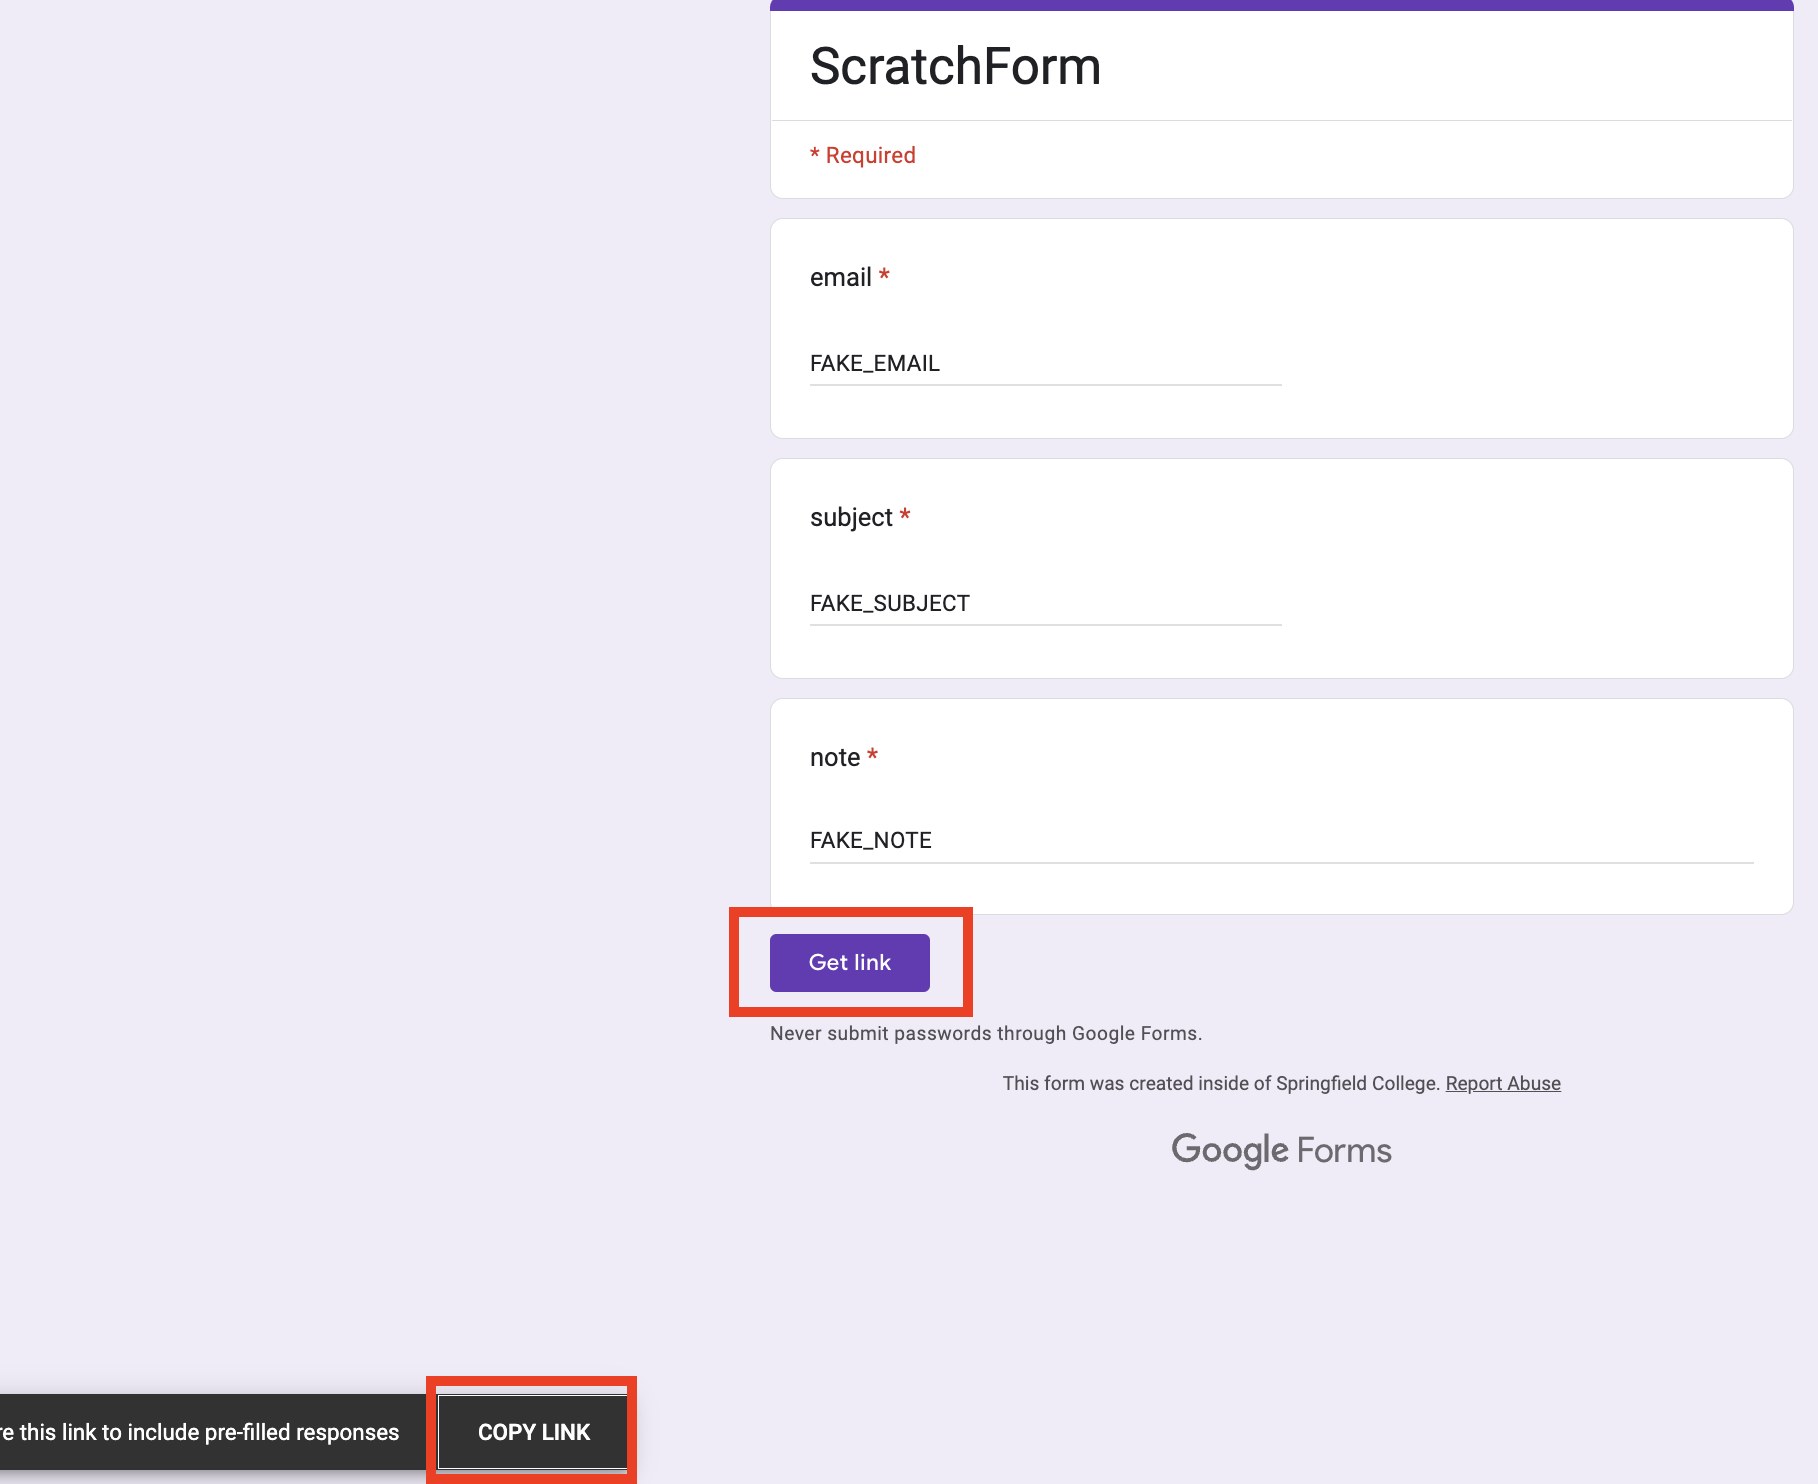 ScratchForm
* Required
email *
FAKE_EMAIL
subject *
FAKE_SUBJECT
note *
FAKE_NOTE
Get link
Never submit passwords through Google Forms.
This form was created inside of Springfield College. Report Abuse
Google Forms
this link to include pre-filled responses
COPY LINK